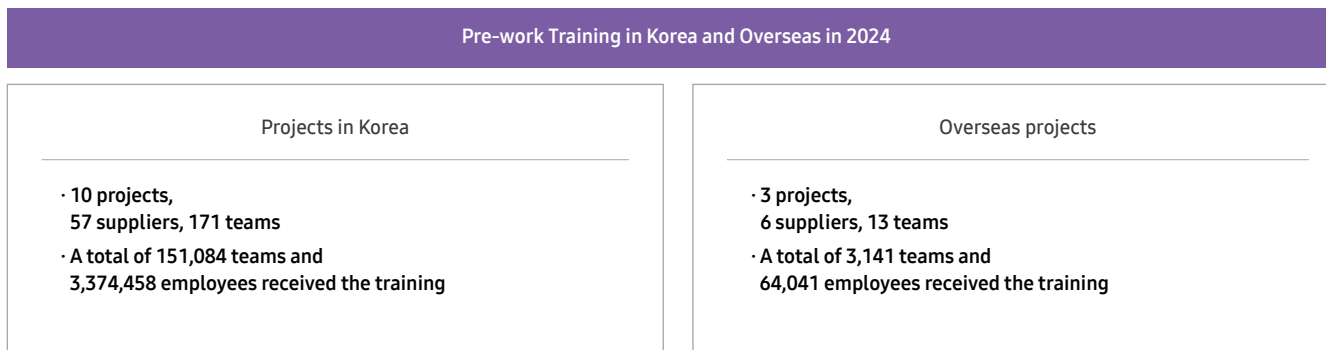 Pre-work Training in Korea and Overseas in 2024
Projects in Korea
· 10 projects,
57 suppliers, 171 teams
· A total of 151,084 teams and
3,374,458 employees received the training
Overseas projects
· 3 projects,
6 suppliers, 13 teams
· A total of 3,141 teams and
64,041 employees received the training